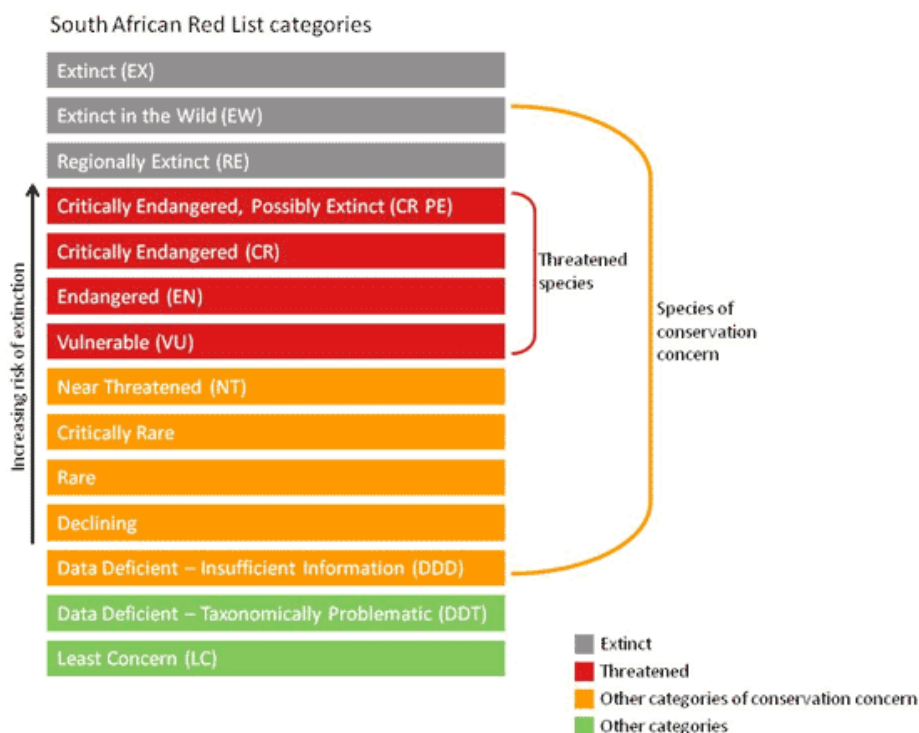 South African Red List categories
Extinct (EX)
Extinct in the Wild (EW)
Regionally Extinct (RE)
Critically Endangered, Possibly Extinct (CR PE)
Critically Endangered (CR)
Endangered (EN)
Vulnerable (VU)
Near Threatened (NT)
Critically Rare
Rare
Declining
Data Deficient – Insufficient Information (DDD)
Data Deficient – Taxonomically Problematic (DDT)
Least Concern (LC)
Increasing risk of extinction
Threatened
species
Species of
conservation
concern
Extinct
Threatened
Other categories of conservation concern
Other categories